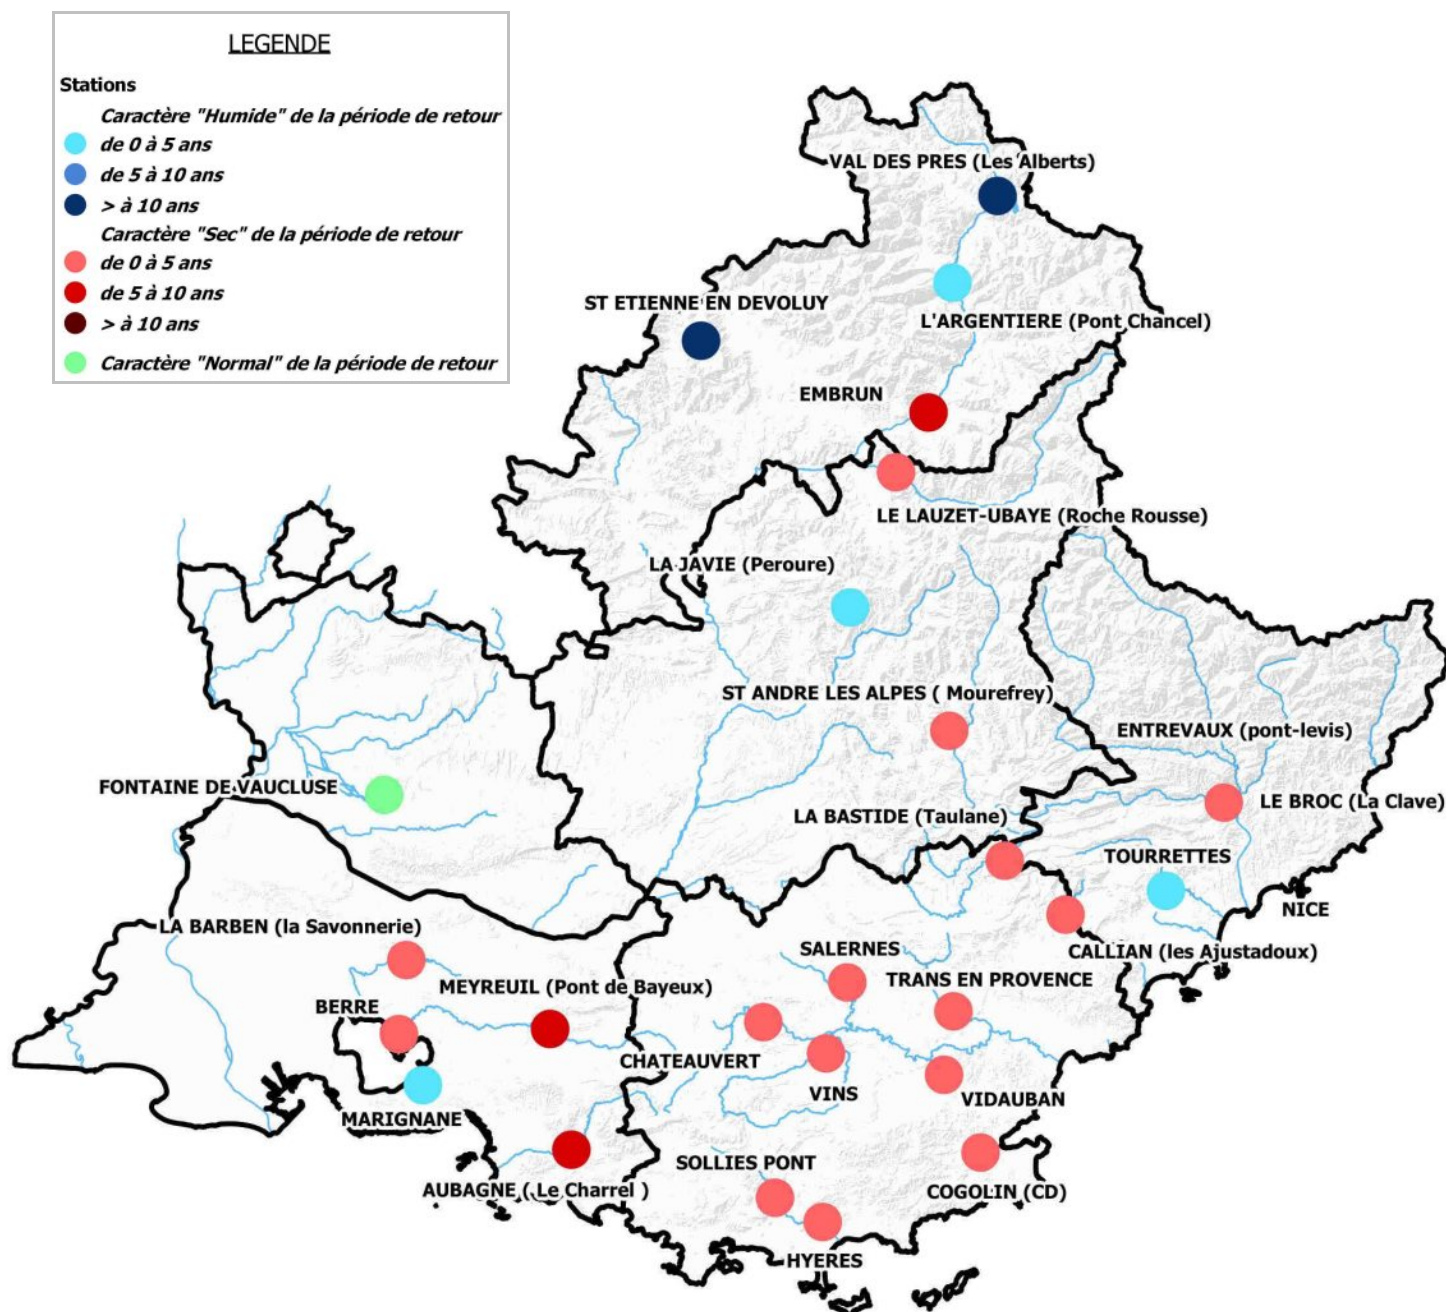 LEGENDE
Stations
Caractère "Humide" de la période de retour
de 0 à 5 ans
de 5 à 10 ans
> à 10 ans
Caractère "Sec" de la période de retour
de 0 à 5 ans
de 5 à 10 ans
> à 10 ans
Caractère "Normal" de la période de retour
VAL DES PRES (Les Alberts)
ST ETIENNE EN DEVOLUY
L'ARGENTIERE (Pont Chancel)
EMBRUN
LE LAUZET-UBAYE (Roche Rousse)
LA JAVIE (Peroure)
ST ANDRE LES ALPES ( Mourefrey)
ENTREVAUX (pont-levis)
FONTAINE DE VAUCLUSE
LE BROC (La Clave)
LA BASTIDE (Taulane)
TOURRETTES
NICE
LA BARBEN (la Savonnerie)
CALLIAN (les Ajustadoux)
SALERNES
TRANS EN PROVENCE
MEYREUIL (Pont de Bayeux)
BERRE
CHATEAUVERT
VINS
VIDAUBAN
MARIGNANE
SOLLIES PONT
AUBAGNE ( Le Charrel )
COGOLIN (CD)
HYERES